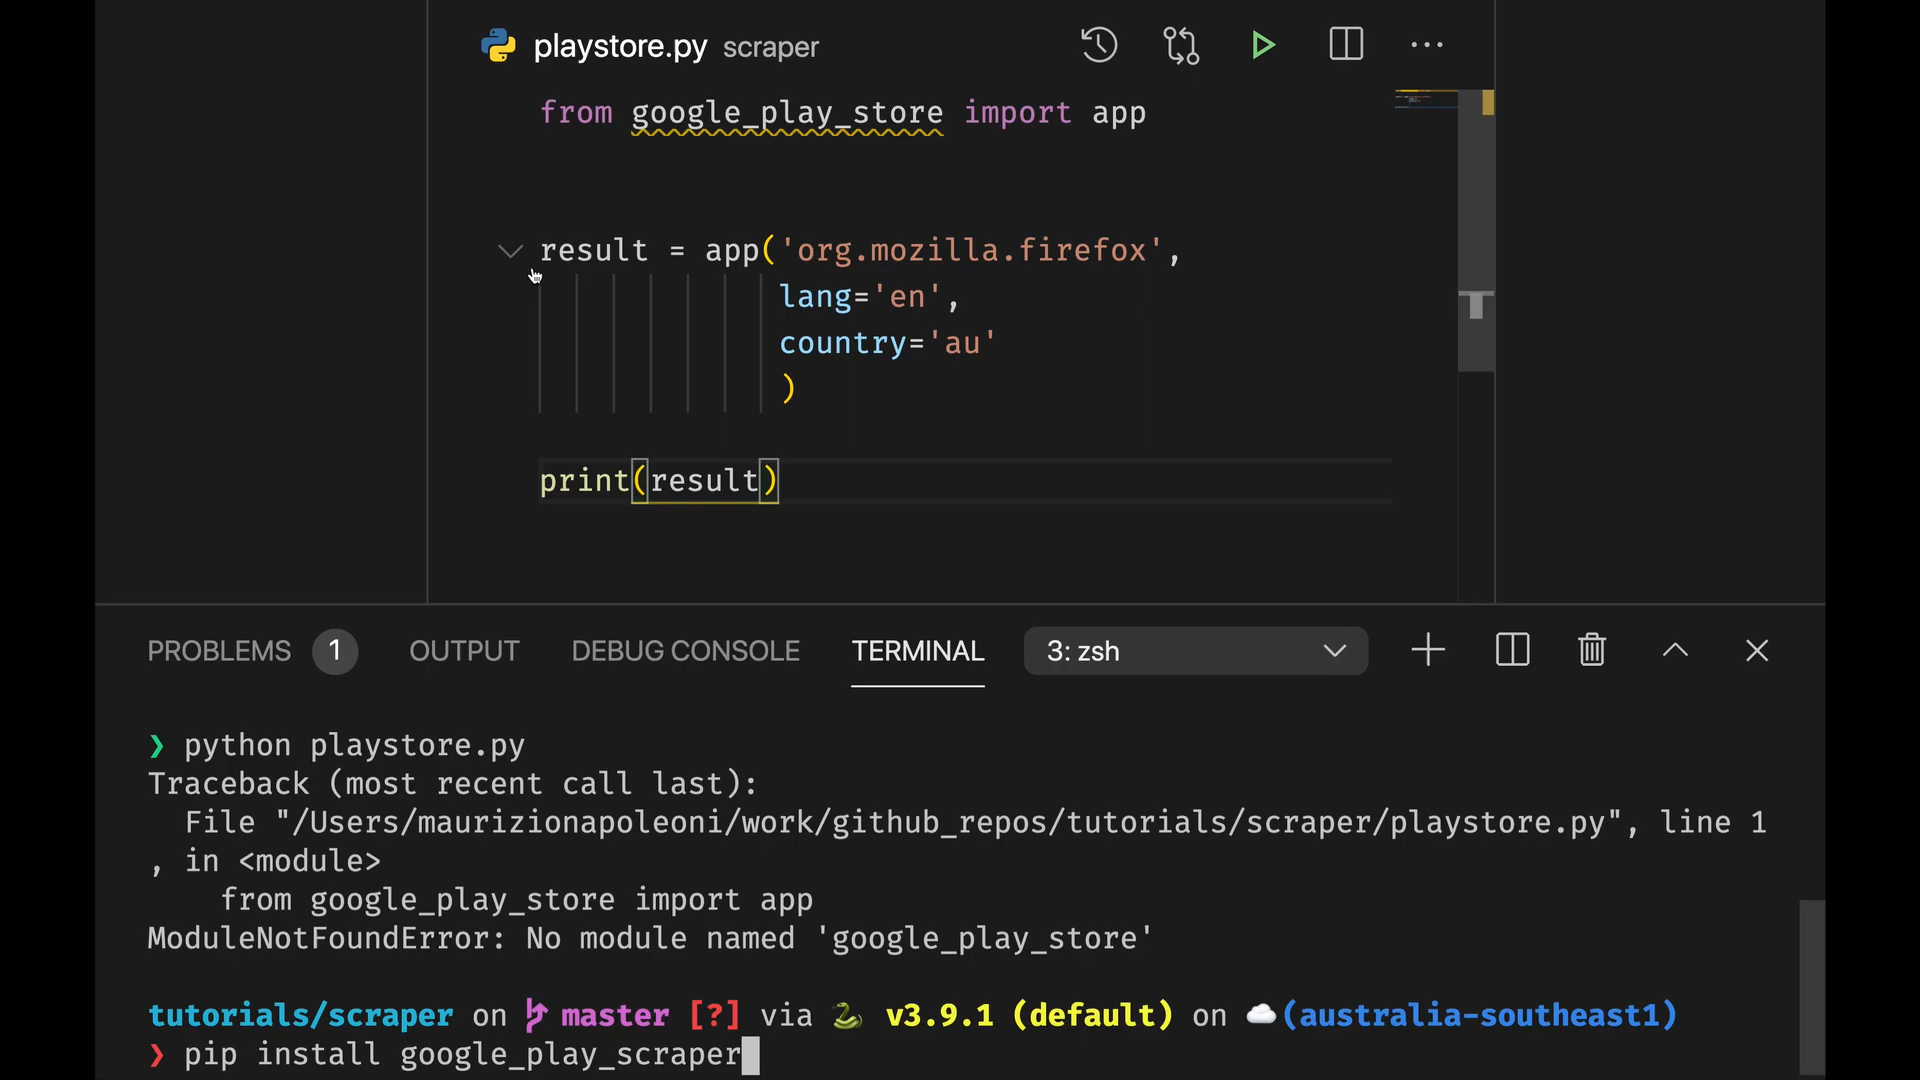 playstore.py scraper
from google_play_store import app
result = app('org.mozilla.firefox',
lang='en',
country='au'
)
print(result)
PROBLEMS 1 OUTPUT DEBUG CONSOLE TERMINAL 3: zsh
❯ python playstore.py
Traceback (most recent call last):
  File "/Users/maurizionapoleoni/work/github_repos/tutorials/scraper/playstore.py", line 1
, in <module>
    from google_play_store import app
ModuleNotFoundError: No module named 'google_play_store'
tutorials/scraper on master [?] via 🐍 v3.9.1 (default) on ☁️(australia-southeast1)
❯ pip install google_play_scraper